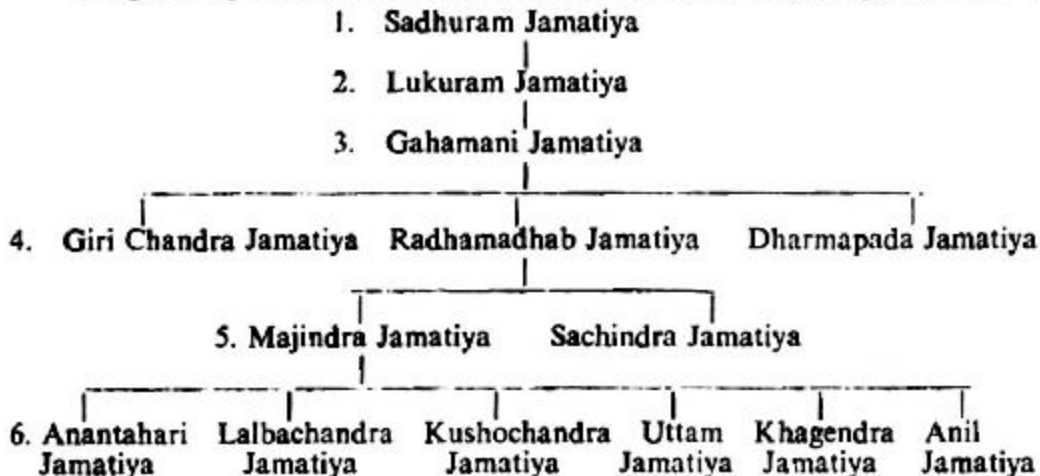 1. Sadhuram Jamatiya
2. Lukuram Jamatiya
3. Gahamani Jamatiya
4. Giri Chandra Jamatiya Radhamadhab Jamatiya Dharmapada Jamatiya
5. Majindra Jamatiya Sachindra Jamatiya
6. Anantahari Lalbachandra Kushochandra Uttam Khagendra Anil
Jamatiya Jamatiya Jamatiya Jamatiya Jamatiya Jamatiya